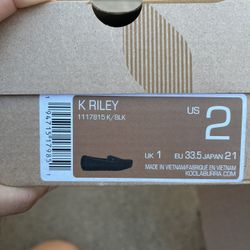 K RILEY
1117815 K/BLK
US
2
UK 1
EU 33.5 JAPAN 21
MADE IN VIETNAM/FABRIQUÉ EN VIETNAM
KOOLABURRA.COM